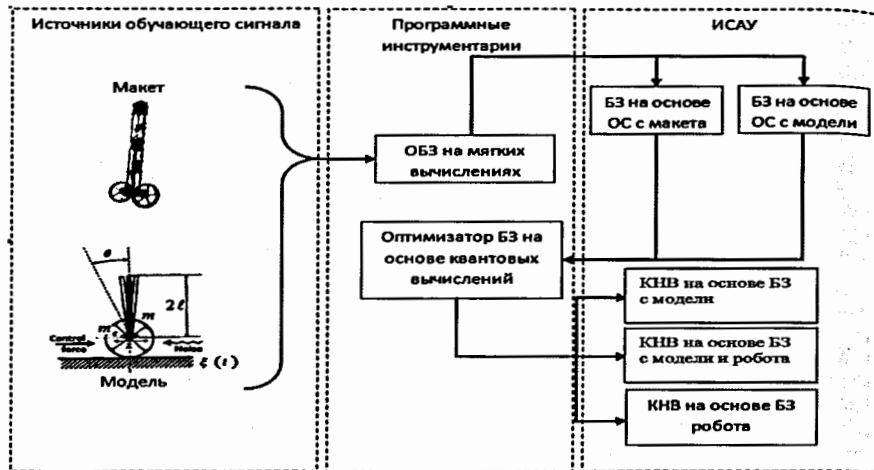 Источники обучающего сигнала
Программные
инструментарии
ИСАУ
Макет
БЗ на основе
ОС с макета
БЗ на основе
ОС с модели
ОБЗ на мягких
вычислениях
Оптимизатор БЗ на
основе квантовых
вычислений
θ
2ℓ
m
m
Control
force
ξ (t)
Модель
КНВ на основе БЗ
с модели
КНВ на основе БЗ
с модели и робота
КНВ на основе БЗ
робота